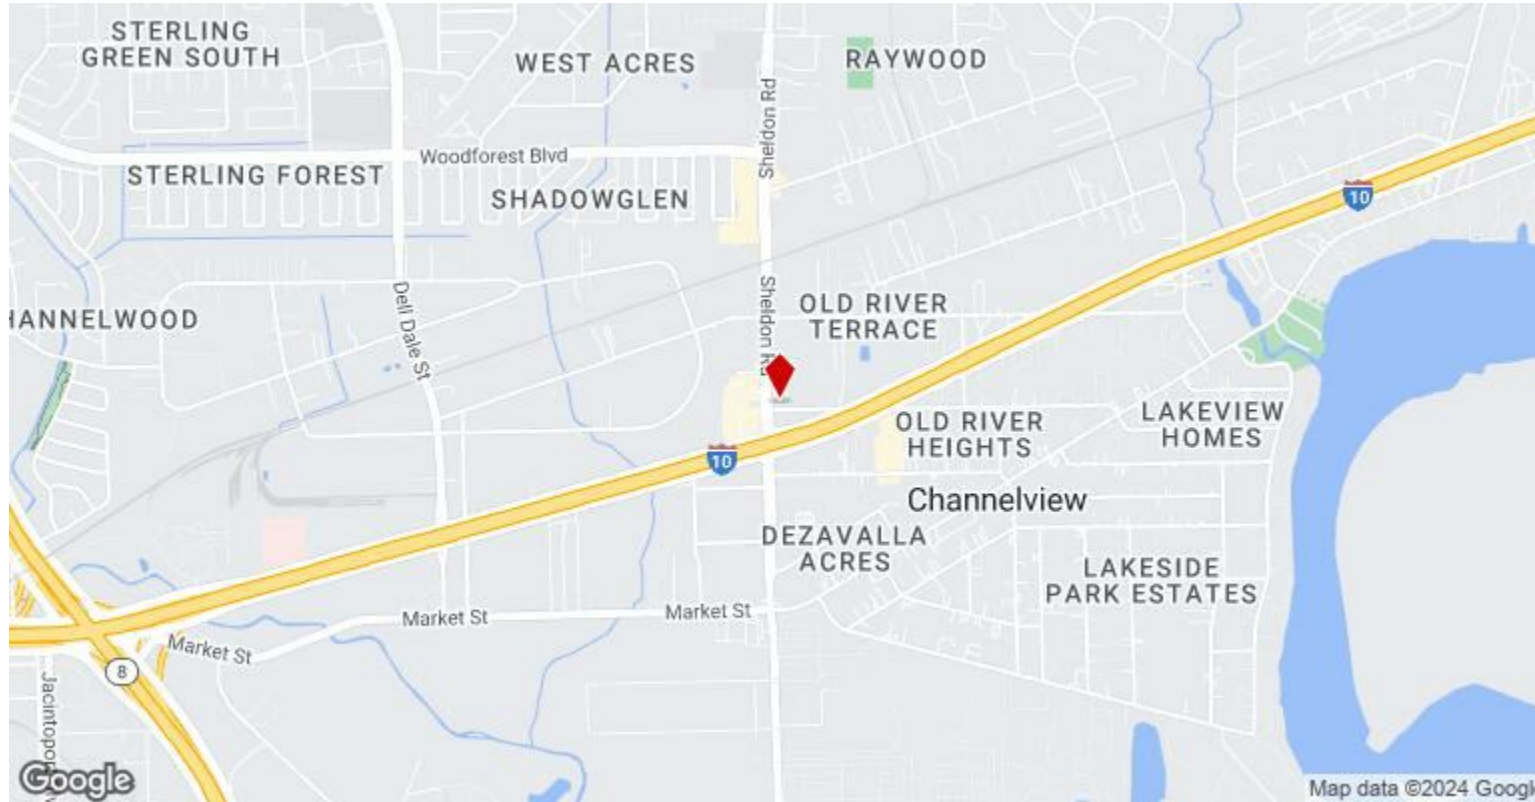 STERLING
GREEN SOUTH
WEST ACRES
RAYWOOD
Sheldon Rd
Woodforest Blvd
STERLING FOREST
SHADOWGLEN
10
Sheldon Rd
OLD RIVER
TERRACE
Dell Dale St
HANNELWOOD
OLD RIVER
HEIGHTS
LAKEVIEW
HOMES
10
Channelview
DEZAVALLA
ACRES
LAKESIDE
PARK ESTATES
Market St
Market St
Market St
8
Google
Map data ©2024 Googl